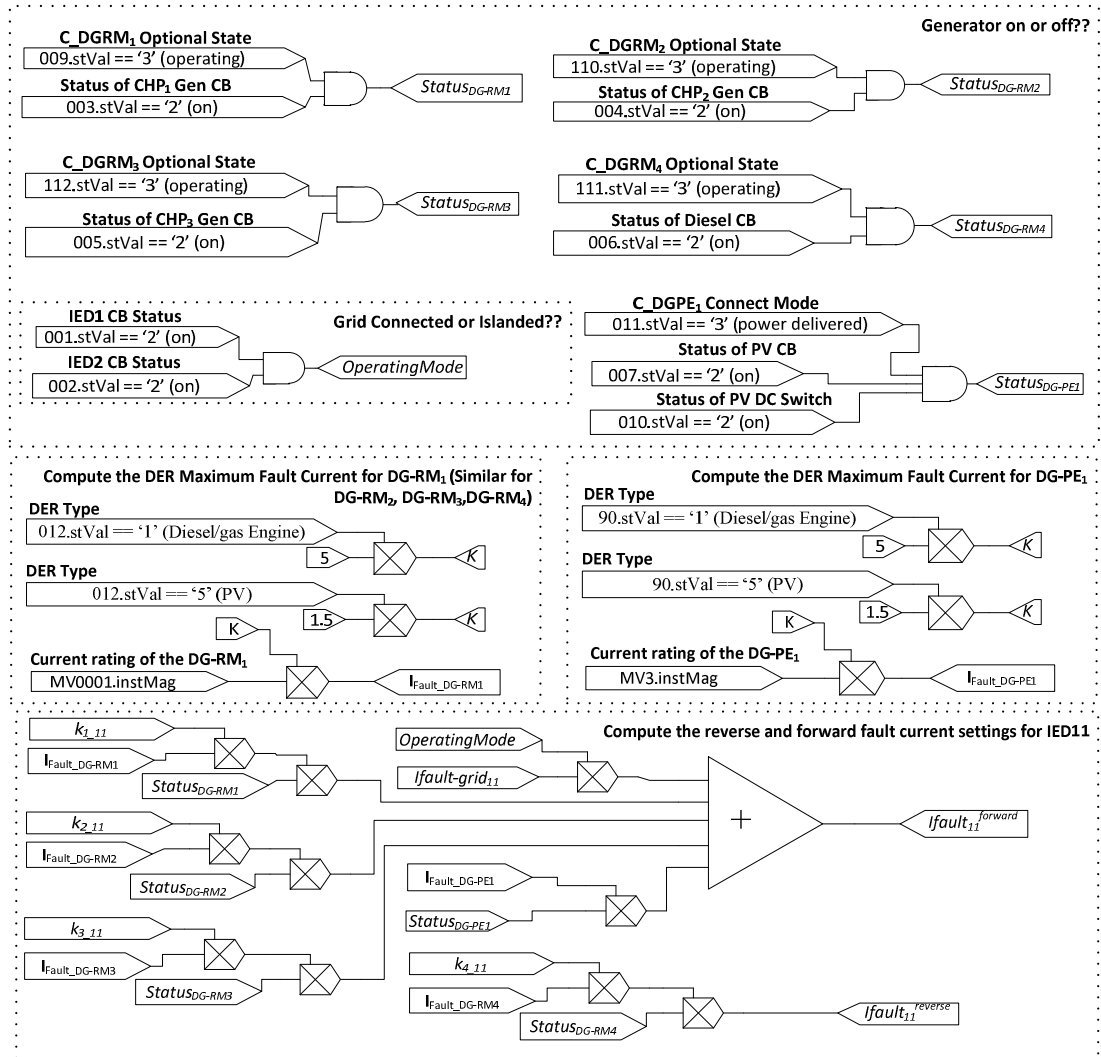 Generator on or off??
C_DGRM1 Optional State
009.stVal == ‘3’ (operating)
Status of CHP1 Gen CB
003.stVal == ‘2’ (on)
StatusDG-RM1
C_DGRM2 Optional State
110.stVal == ‘3’ (operating)
Status of CHP2 Gen CB
004.stVal == ‘2’ (on)
StatusDG-RM2
C_DGRM3 Optional State
112.stVal == ‘3’ (operating)
Status of CHP3 Gen CB
005.stVal == ‘2’ (on)
StatusDG-RM3
C_DGRM4 Optional State
111.stVal == ‘3’ (operating)
Status of Diesel CB
006.stVal == ‘2’ (on)
StatusDG-RM4
Grid Connected or Islanded??
IED1 CB Status
001.stVal == ‘2’ (on)
IED2 CB Status
002.stVal == ‘2’ (on)
OperatingMode
C_DGPE1 Connect Mode
011.stVal == ‘3’ (power delivered)
Status of PV CB
007.stVal == ‘2’ (on)
Status of PV DC Switch
010.stVal == ‘2’ (on)
StatusDG-PE1
Compute the DER Maximum Fault Current for DG-RM1 (Similar for
DG-RM2, DG-RM3,DG-RM4)
DER Type
012.stVal == ‘1’ (Diesel/gas Engine)
5
K
DER Type
012.stVal == ‘5’ (PV)
1.5
K
K
Current rating of the DG-RM1
MV0001.instMag
IFault_DG-RM1
Compute the DER Maximum Fault Current for DG-PE1
DER Type
90.stVal == ‘1’ (Diesel/gas Engine)
5
K
DER Type
90.stVal == ‘5’ (PV)
1.5
K
K
Current rating of the DG-PE1
MV3.instMag
IFault_DG-PE1
Compute the reverse and forward fault current settings for IED11
k1_11
IFault_DG-RM1
StatusDG-RM1
k2_11
IFault_DG-RM2
StatusDG-RM2
k3_11
IFault_DG-RM3
StatusDG-RM3
OperatingMode
Ifault-grid11
+
Ifault11forward
IFault_DG-PE1
StatusDG-PE1
k4_11
IFault_DG-RM4
StatusDG-RM4
Ifault11reverse